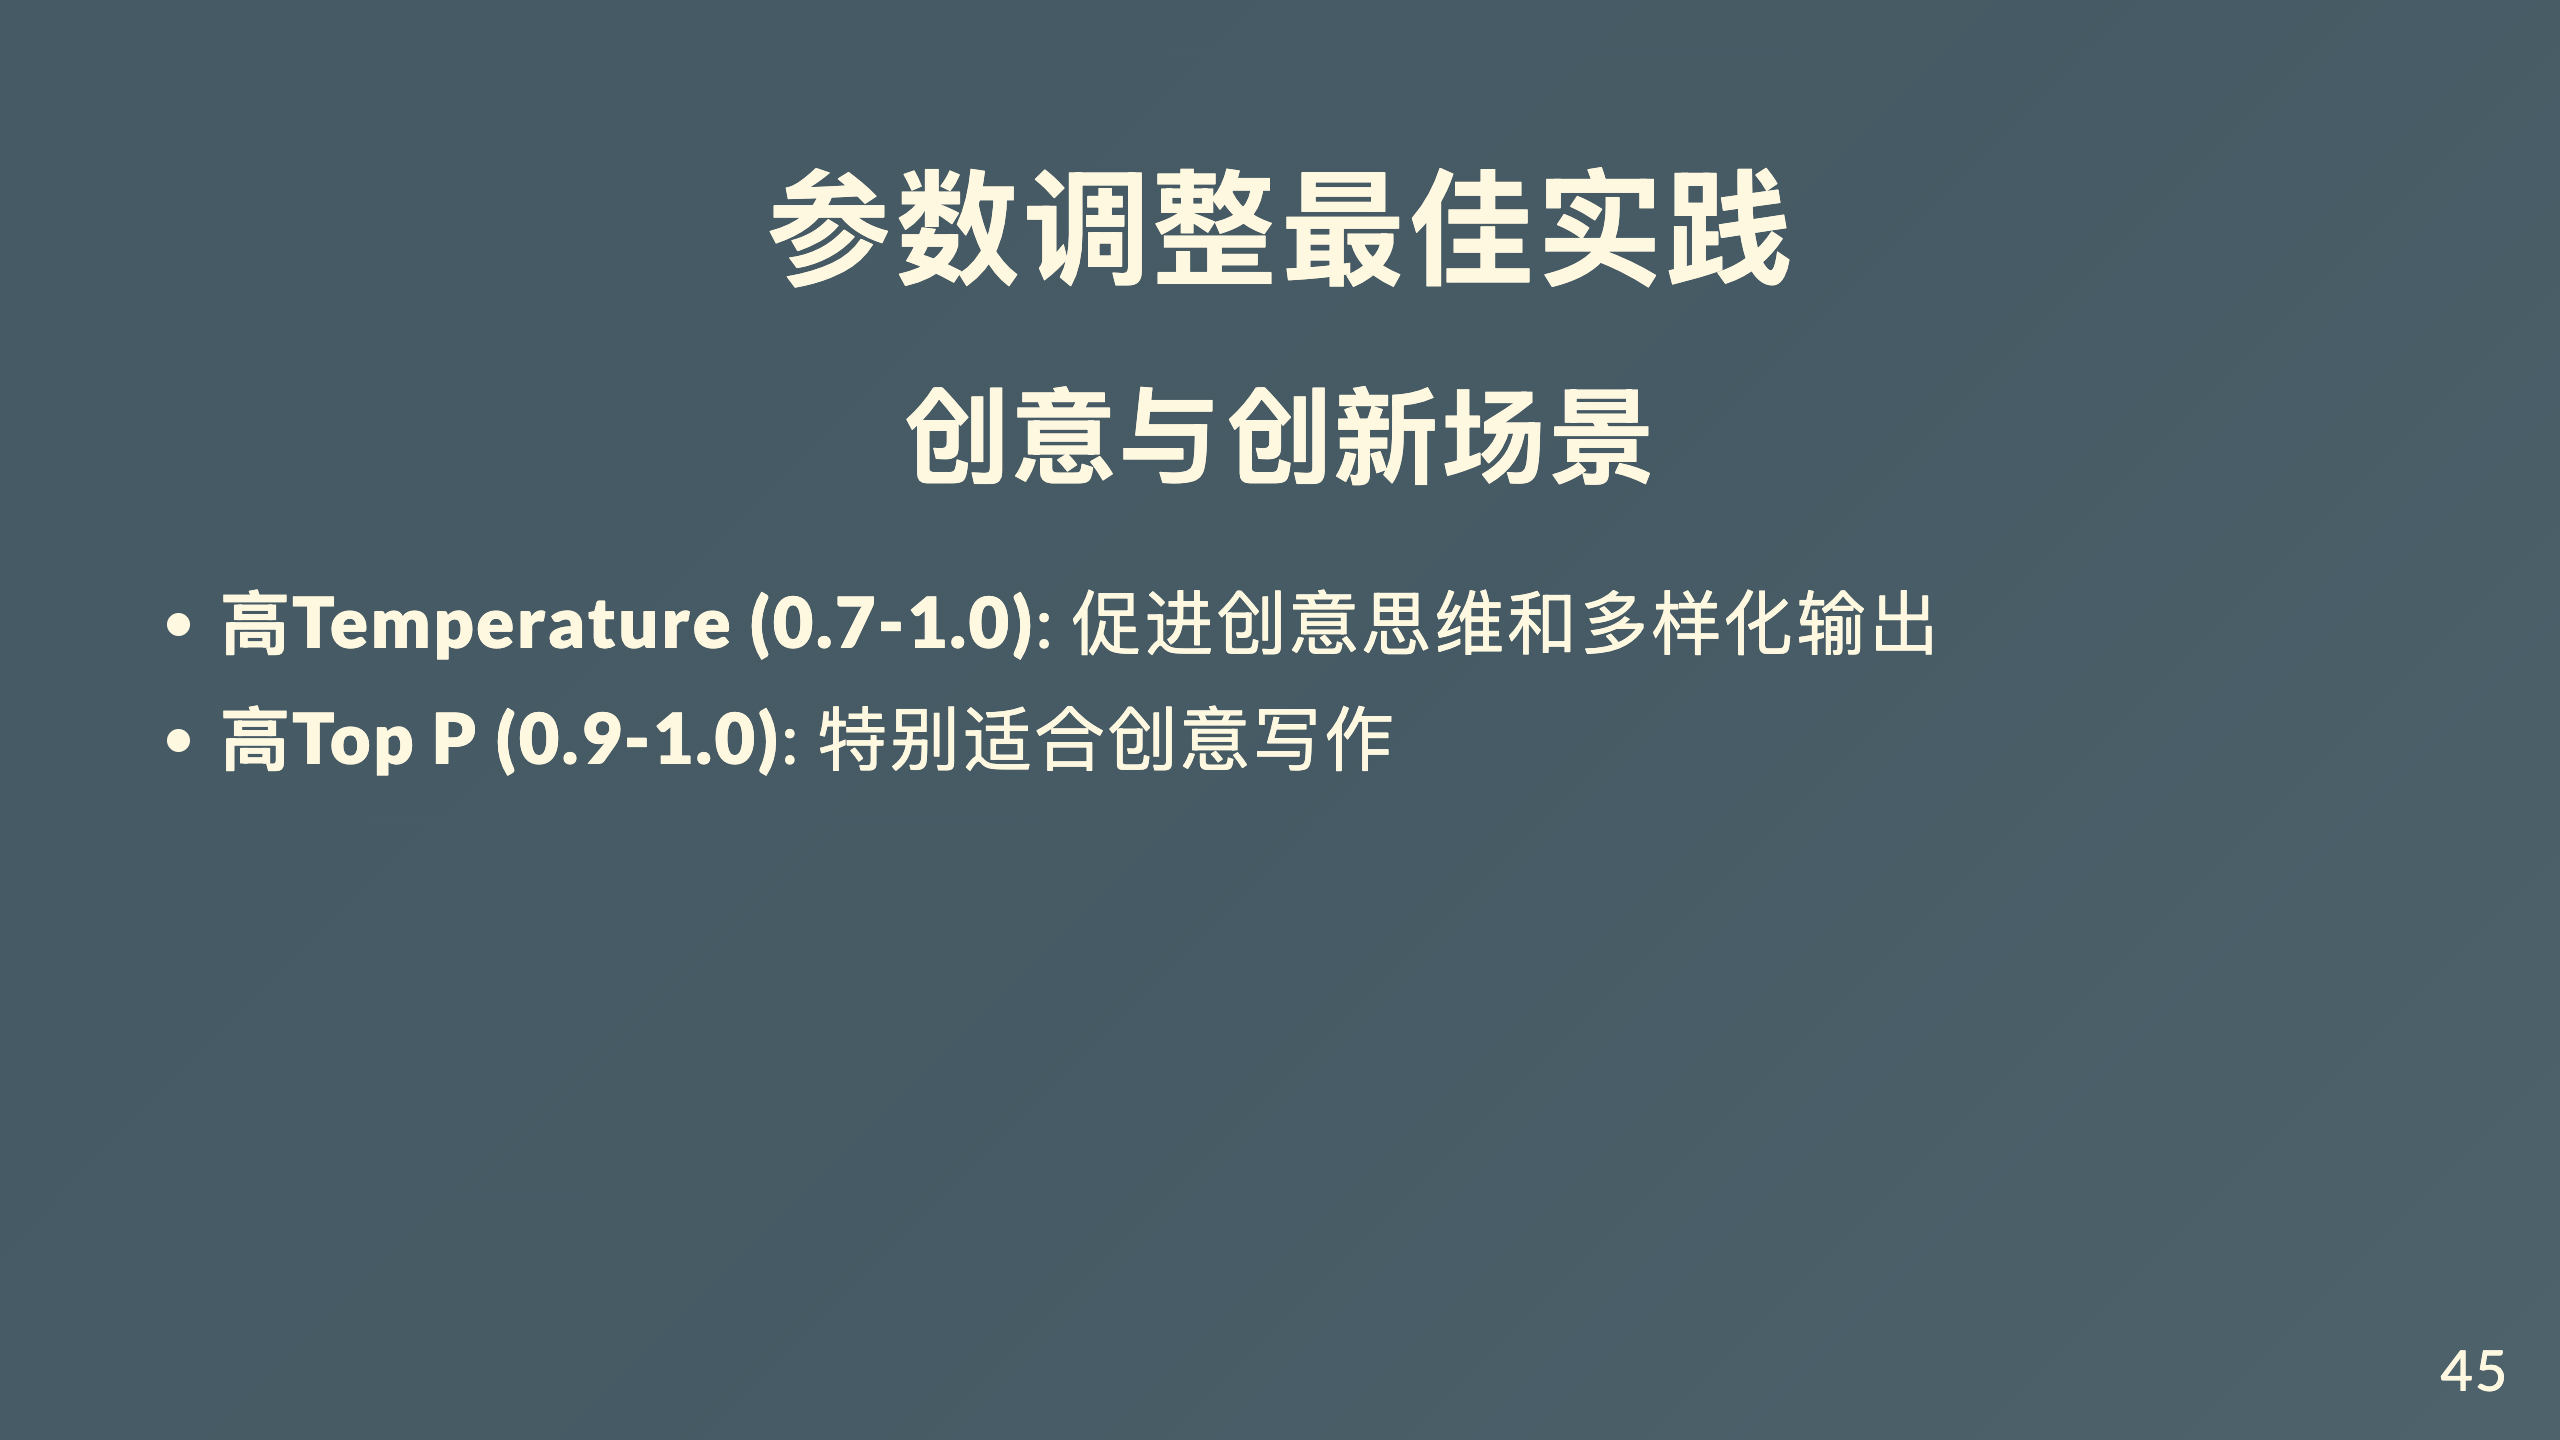 参数调整最佳实践
创意与创新场景
• 高Temperature (0.7-1.0): 促进创意思维和多样化输出
• 高Top P (0.9-1.0): 特别适合创意写作
45